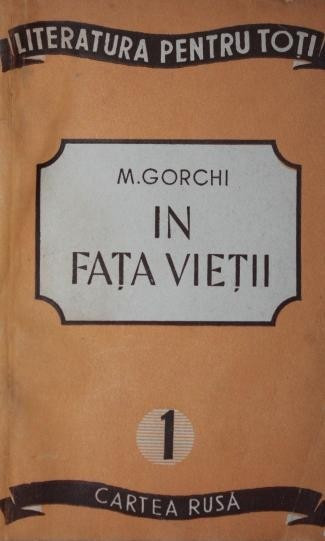 LITERATURA PENTRU TOȚI
M. GORCHI
IN
FAȚA VIEȚII
1
CARTEA RUSĂ